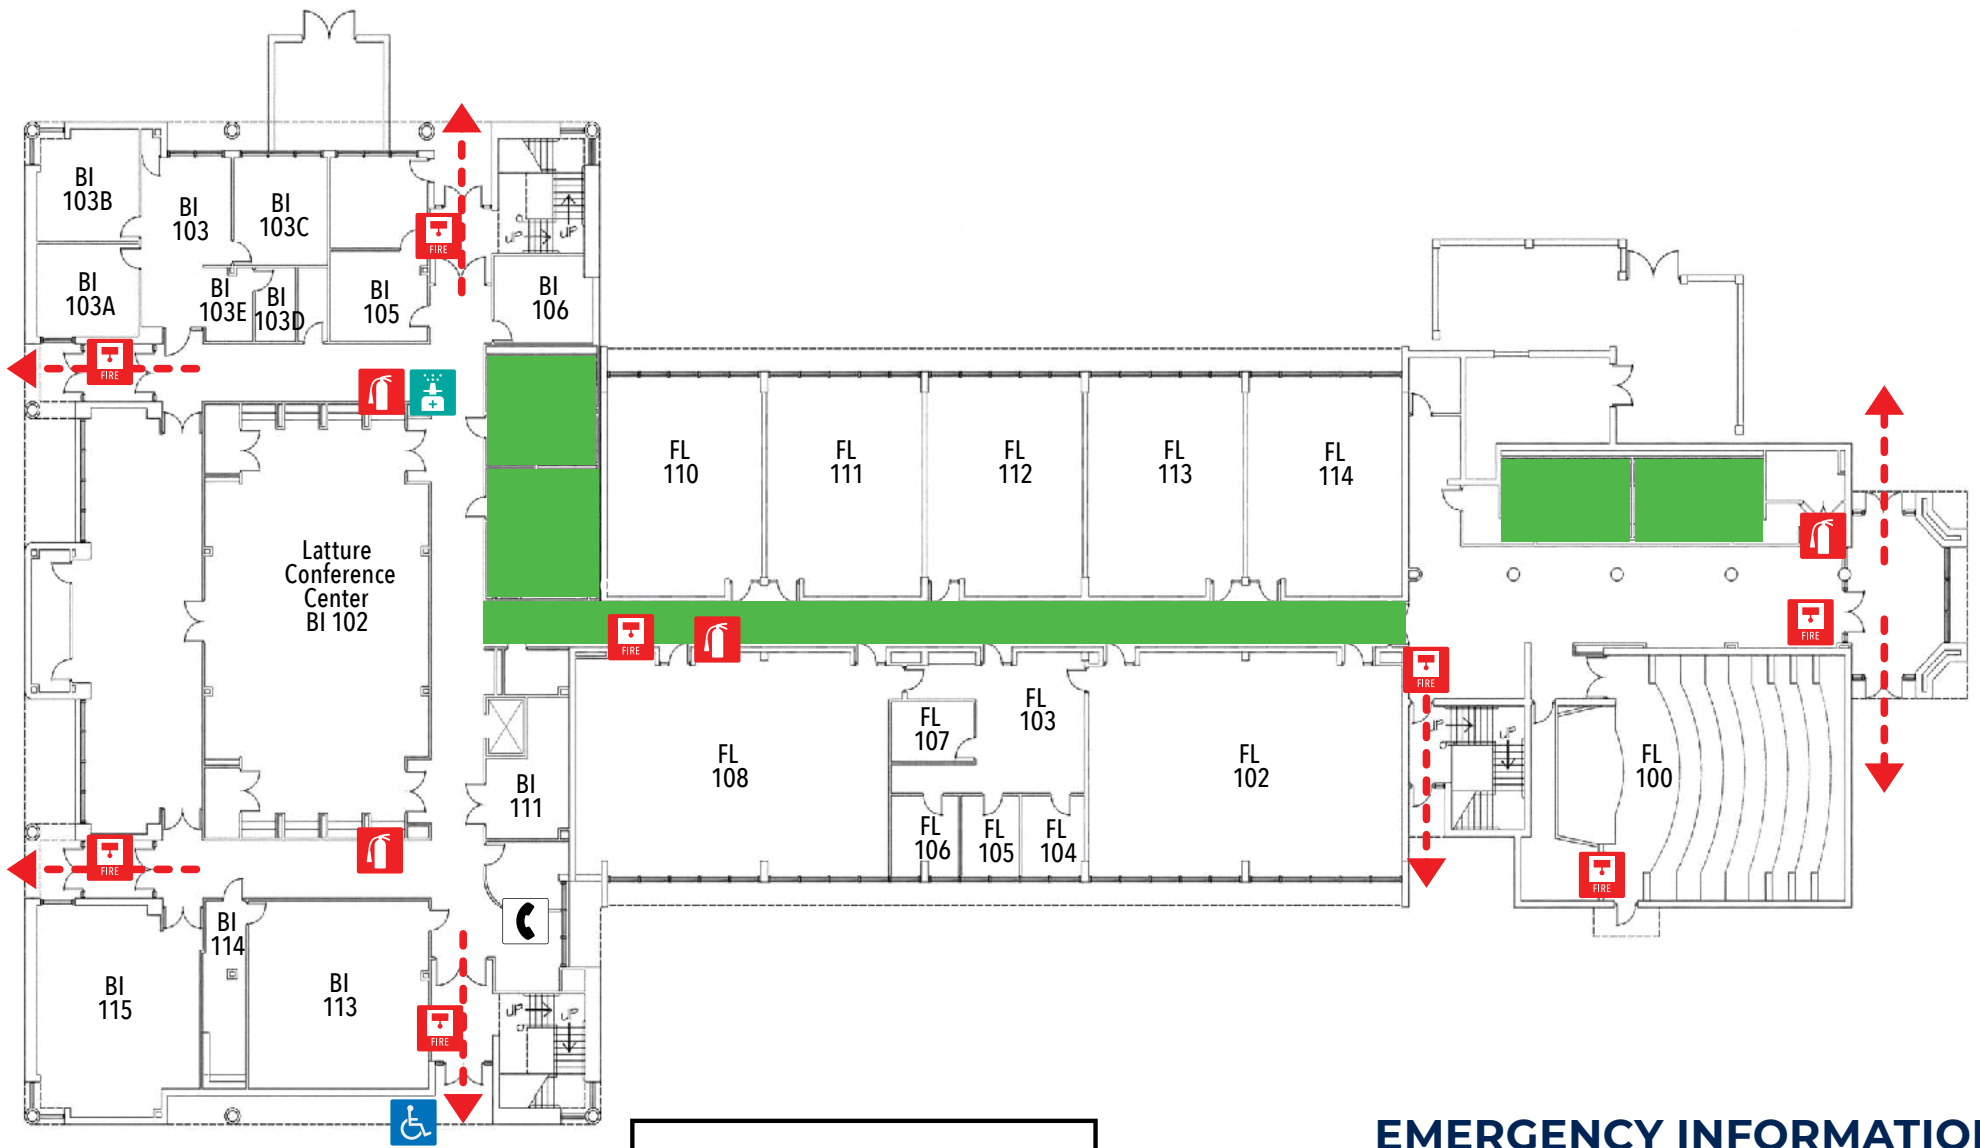 BI
103B
BI
103
BI
103C
FIRE
UP
UP
BI
103A
BI
103E
BI
103D
BI
105
BI
106
FIRE
FL
110
FL
111
FL
112
FL
113
FL
114
Latture
Conference
Center
BI 102
FIRE
FIRE
FIRE
FL
107
FL
103
FL
108
FL
102
UP
UP
FL
100
BI
111
FL
106
FL
105
FL
104
FIRE
FIRE
BI
114
BI
115
BI
113
FIRE
UP
UP
EMERGENCY INFORMATION